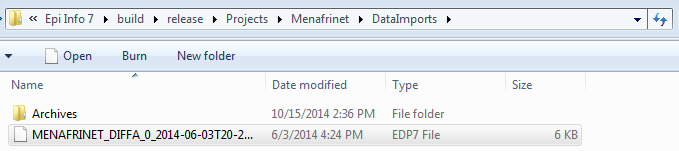 « Epi Info 7 ▸ build ▸ release ▸ Projects ▸ Menafrinet ▸ DataImports
Open Burn New folder
Name Date modified Type Size
Archives 10/15/2014 2:36 PM File folder
MENAFRINET_DIFFA_0_2014-06-03T20-2... 6/3/2014 4:24 PM EDP7 File 6 KB